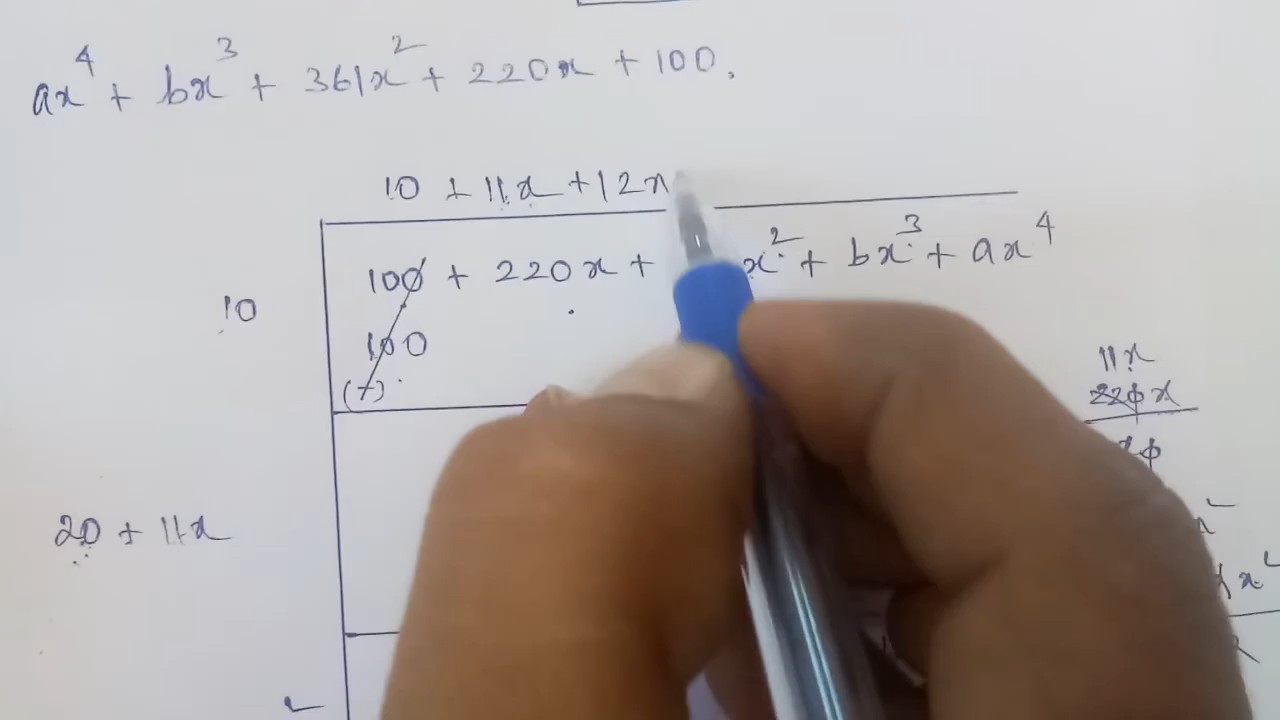 ax⁴ + bx³ + 361x² + 220x + 100.
10 + 11x + 12x
10 100 + 220x + x² + bx³ + ax⁴
100
(-)
11x
220x
20 + 11x
x²